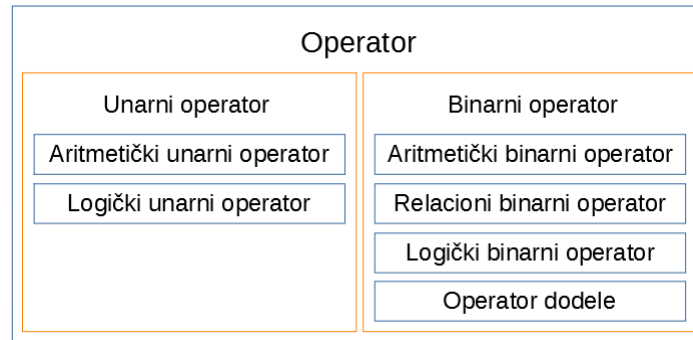 Operator
Unarni operator
Aritmetički unarni operator
Logički unarni operator
Binarni operator
Aritmetički binarni operator
Relacioni binarni operator
Logički binarni operator
Operator dodele